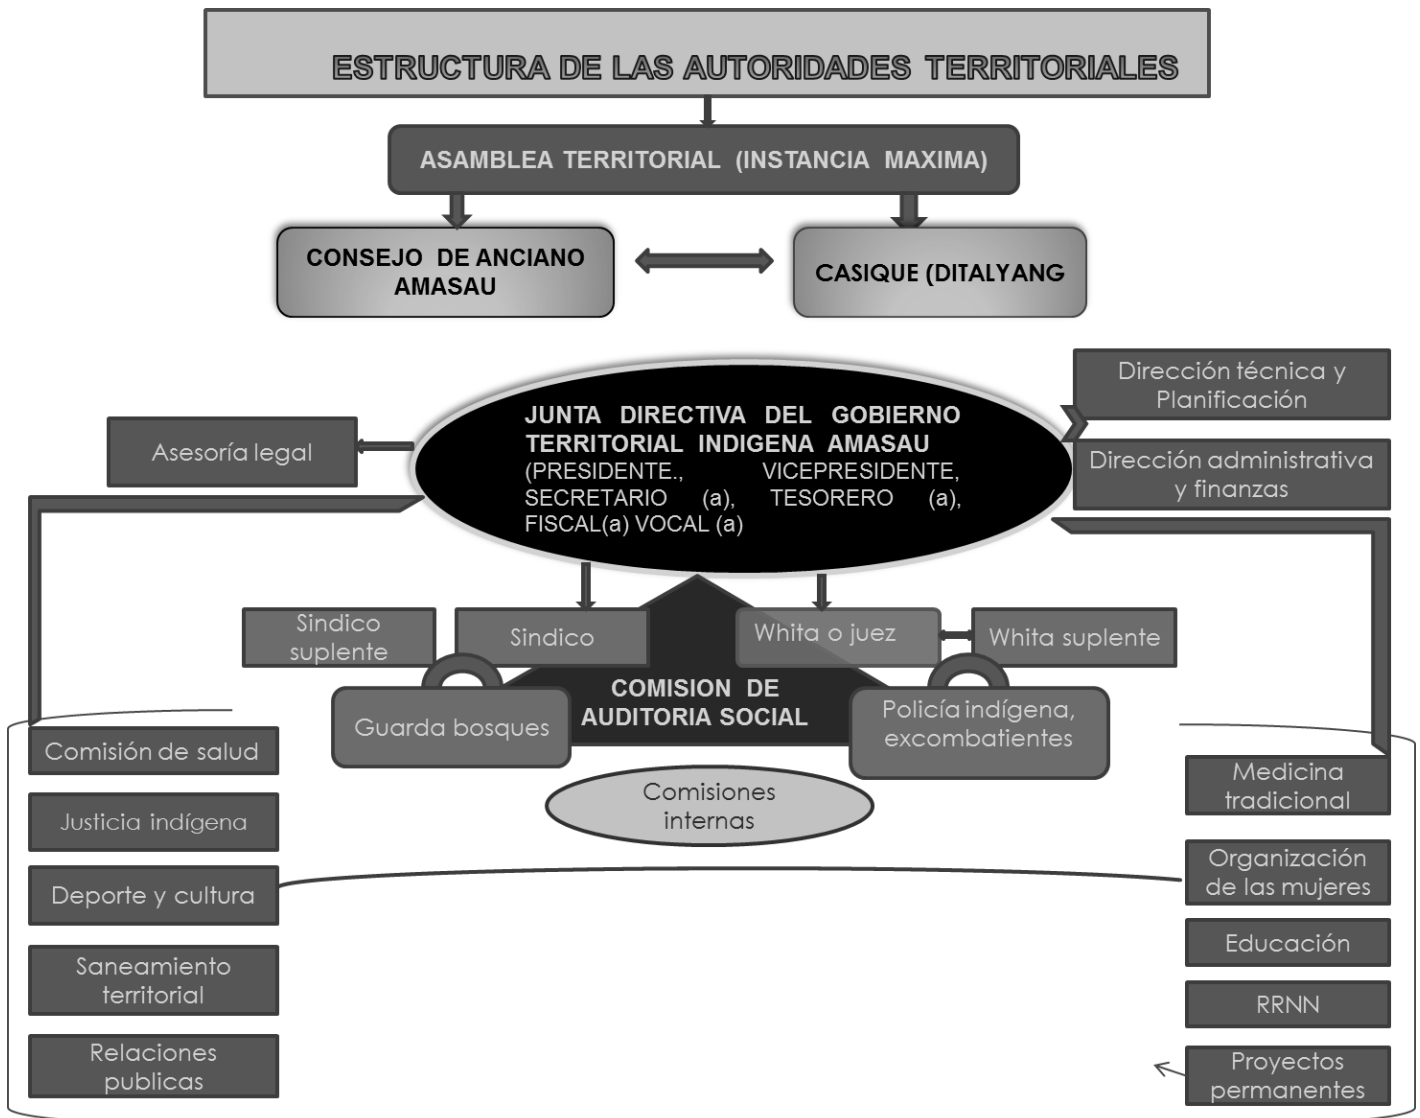 ESTRUCTURA DE LAS AUTORIDADES TERRITORIALES
ASAMBLEA TERRITORIAL (INSTANCIA MAXIMA)
CONSEJO DE ANCIANO
AMASAU
CASIQUE (DITALYANG
JUNTA DIRECTIVA DEL GOBIERNO
TERRITORIAL INDIGENA AMASAU
(PRESIDENTE., VICEPRESIDENTE,
SECRETARIO (a), TESORERO (a),
FISCAL(a) VOCAL (a)
Asesoría legal
Dirección técnica y
Planificación
Dirección administrativa
y finanzas
Sindico
suplente
Sindico
Whita o juez
Whita suplente
COMISION DE
AUDITORIA SOCIAL
Guarda bosques
Policía indígena,
excombatientes
Comisiones
internas
Comisión de salud
Justicia indígena
Deporte y cultura
Saneamiento
territorial
Relaciones
publicas
Medicina
tradicional
Organización
de las mujeres
Educación
RRNN
Proyectos
permanentes